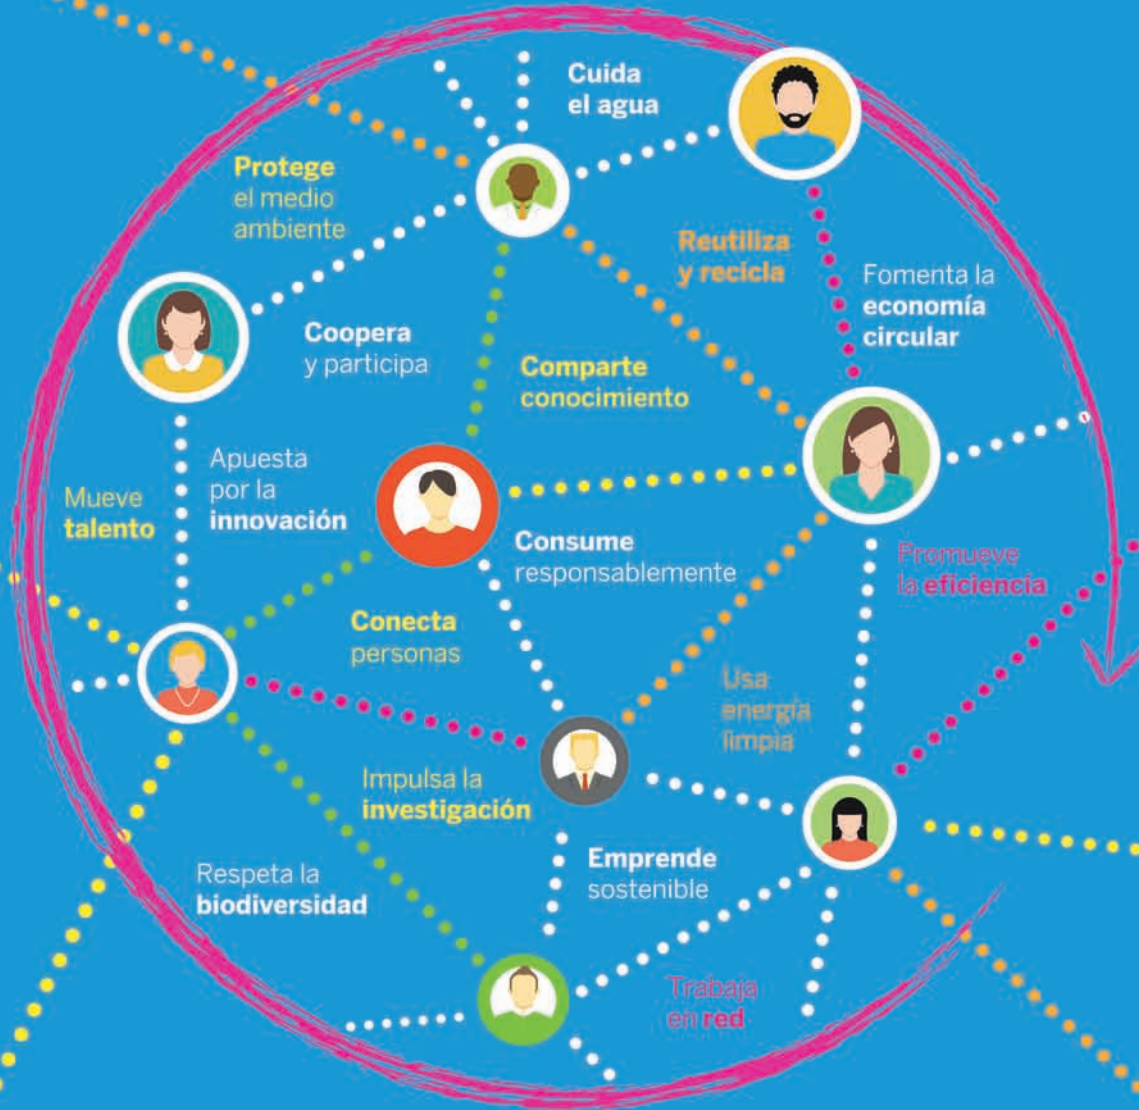 Cuida
el agua
Protege
el medio
ambiente
Reutiliza
y recicla
Fomenta la
economía
circular
Coopera
y participa
Comparte
conocimiento
Apuesta
por la
innovación
Mueve
talento
Consume
responsablemente
Promueve
la eficiencia
Conecta
personas
Usa
energía
limpia
Impulsa la
investigación
Emprende
sostenible
Respeta la
biodiversidad
Trabaja
en red